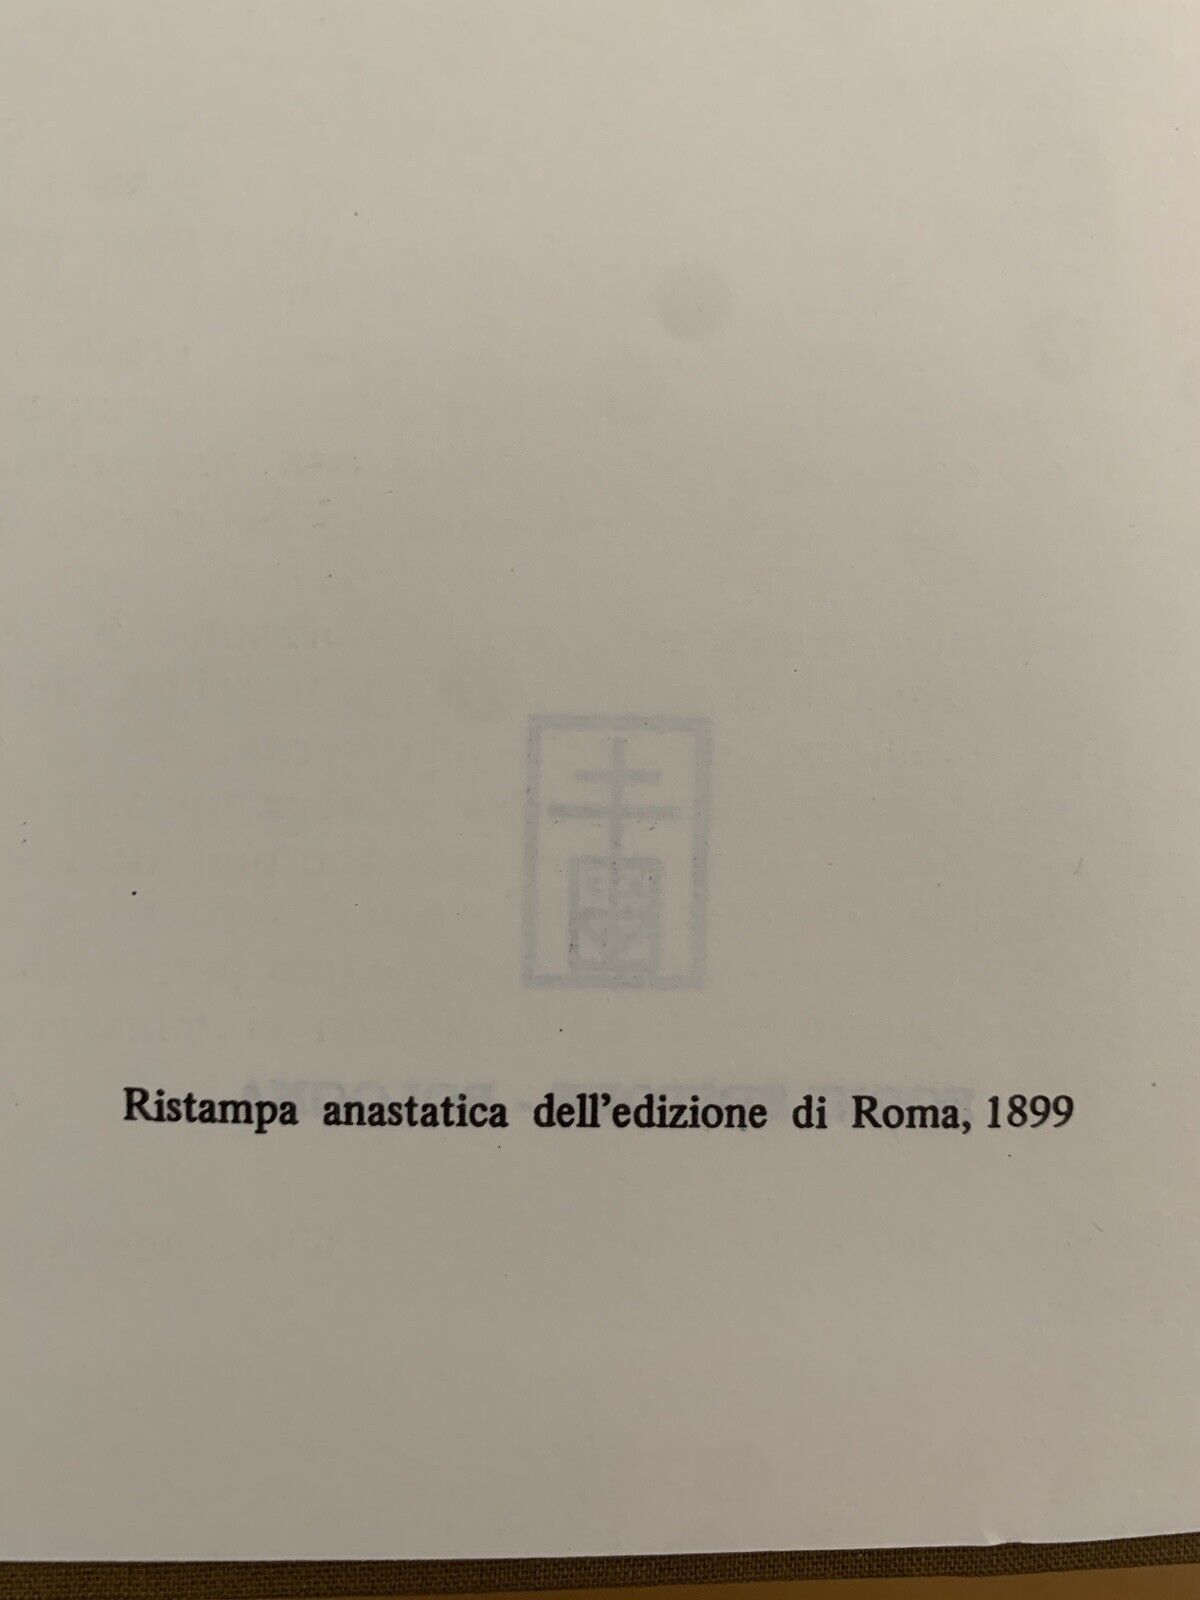 Ristampa anastatica dell'edizione di Roma, 1899